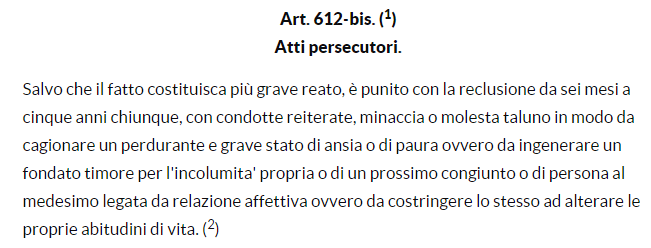 Art. 612-bis. (1)
Atti persecutori.
Salvo che il fatto costituisca più grave reato, è punito con la reclusione da sei mesi a
cinque anni chiunque, con condotte reiterate, minaccia o molesta taluno in modo da
cagionare un perdurante e grave stato di ansia o di paura ovvero da ingenerare un
fondato timore per l'incolumita' propria o di un prossimo congiunto o di persona al
medesimo legata da relazione affettiva ovvero da costringere lo stesso ad alterare le
proprie abitudini di vita. (2)